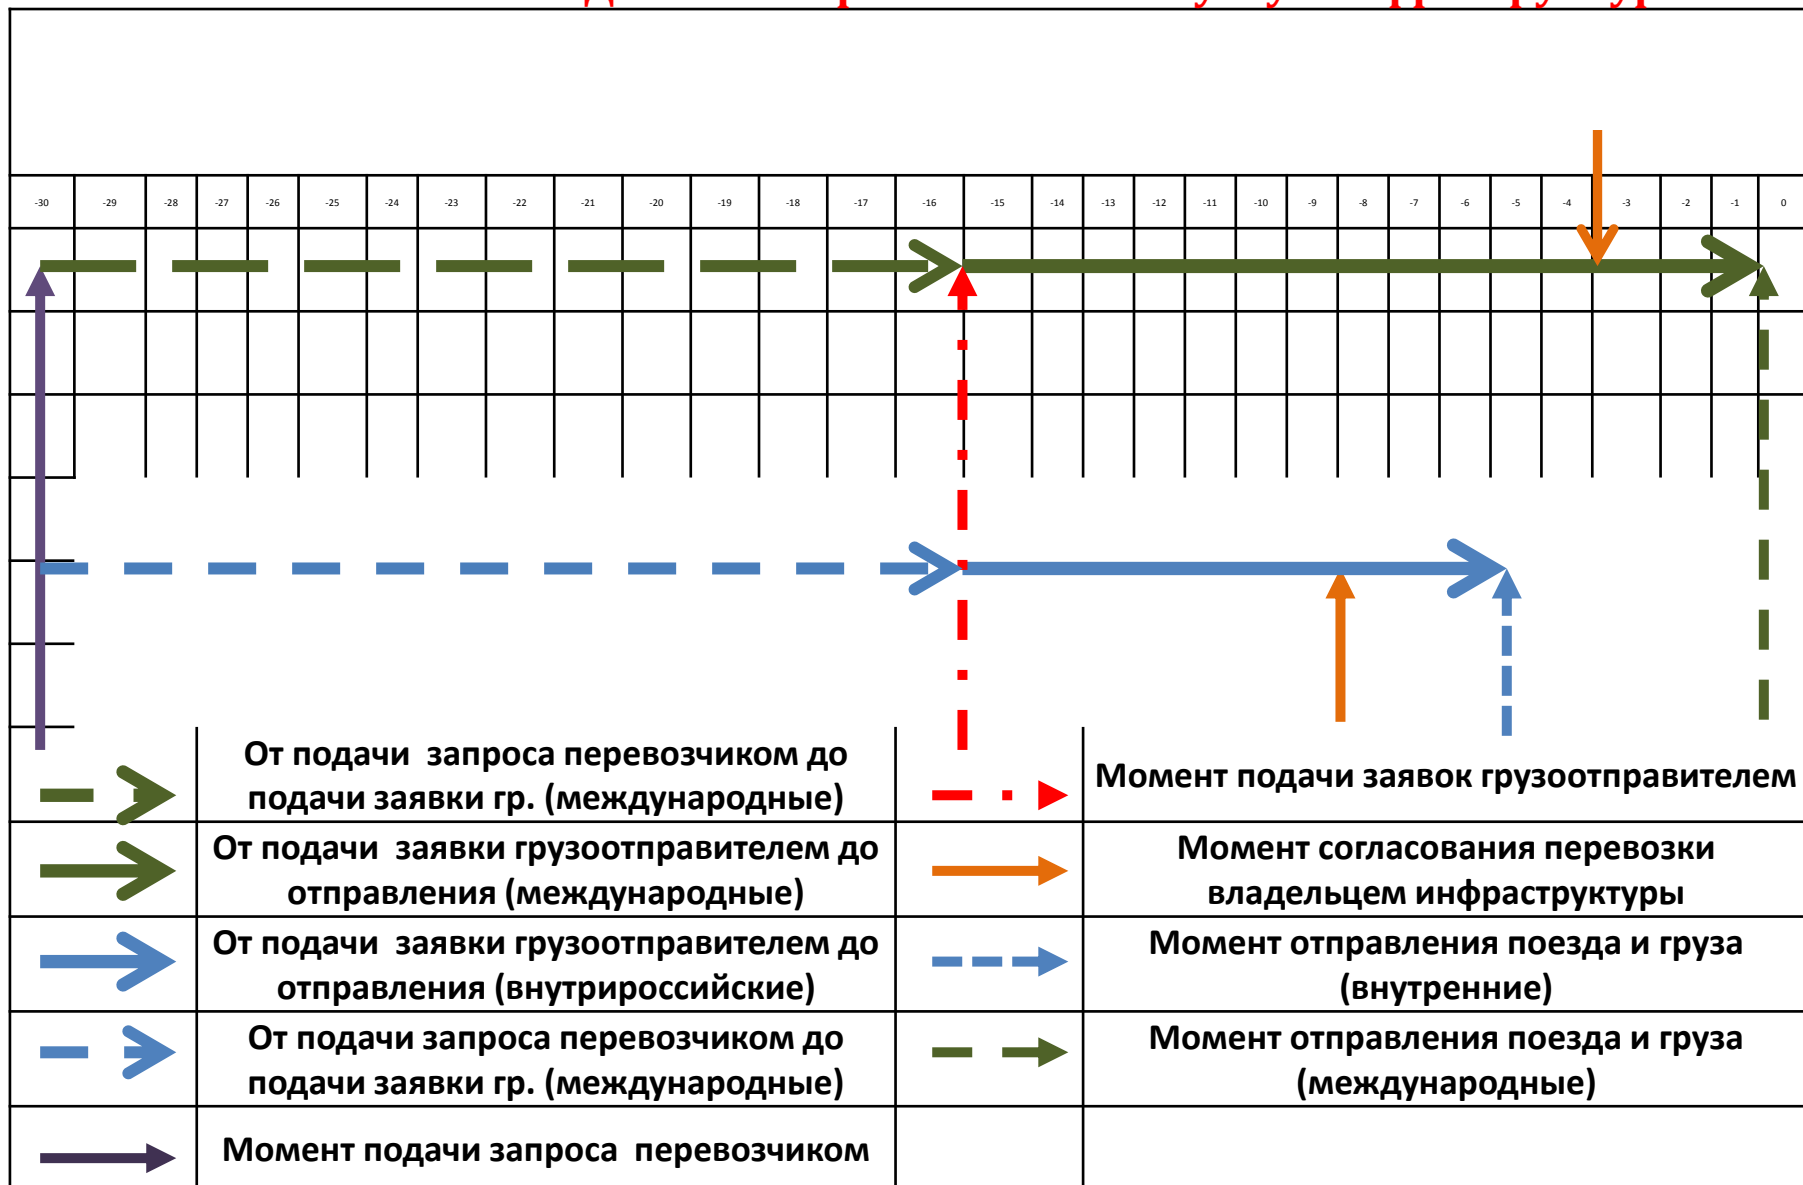 -30 -29 -28 -27 -26 -25 -24 -23 -22 -21 -20 -19 -18 -17 -16 -15 -14 -13 -12 -11 -10 -9 -8 -7 -6 -5 -4 -3 -2 -1 0
От подачи запроса перевозчиком до
подачи заявки гр. (международные)
Момент подачи заявок грузоотправителем
От подачи заявки грузоотправителем до
отправления (международные)
Момент согласования перевозки
владельцем инфраструктуры
От подачи заявки грузоотправителем до
отправления (внутрироссийские)
Момент отправления поезда и груза
(внутренние)
От подачи запроса перевозчиком до
подачи заявки гр. (международные)
Момент отправления поезда и груза
(международные)
Момент подачи запроса перевозчиком